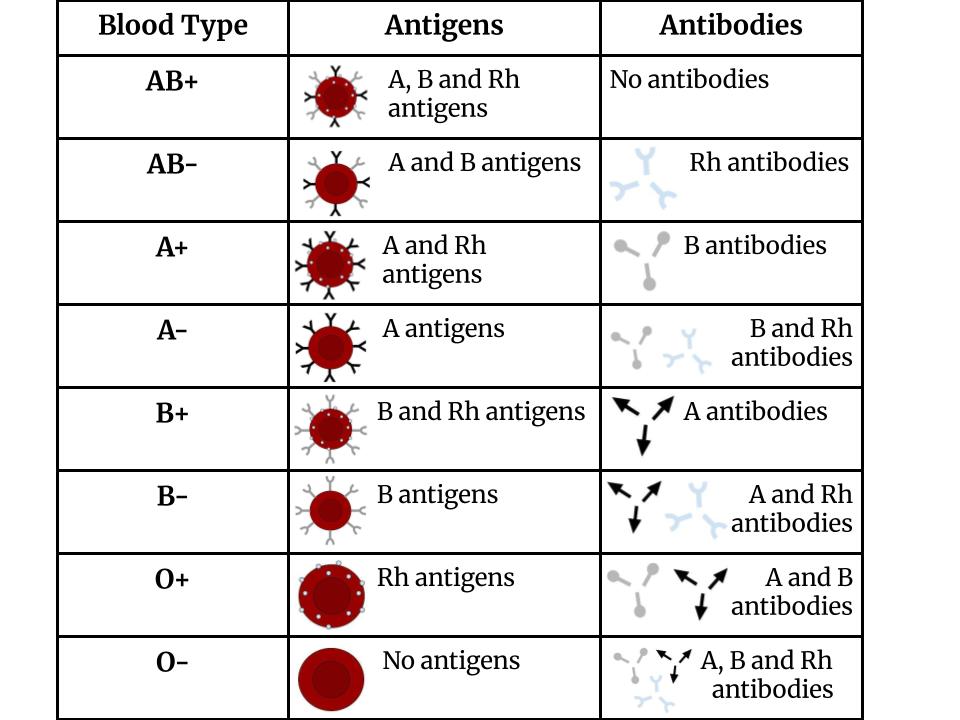 Blood Type Antigens Antibodies
AB+ A, B and Rh No antibodies
antigens
AB- A and B antigens Rh antibodies
A+ A and Rh B antibodies
antigens
A- A antigens B and Rh
antibodies
B+ B and Rh antigens A antibodies
B- B antigens A and Rh
antibodies
O+ Rh antigens A and B
antibodies
O- No antigens A, B and Rh
antibodies